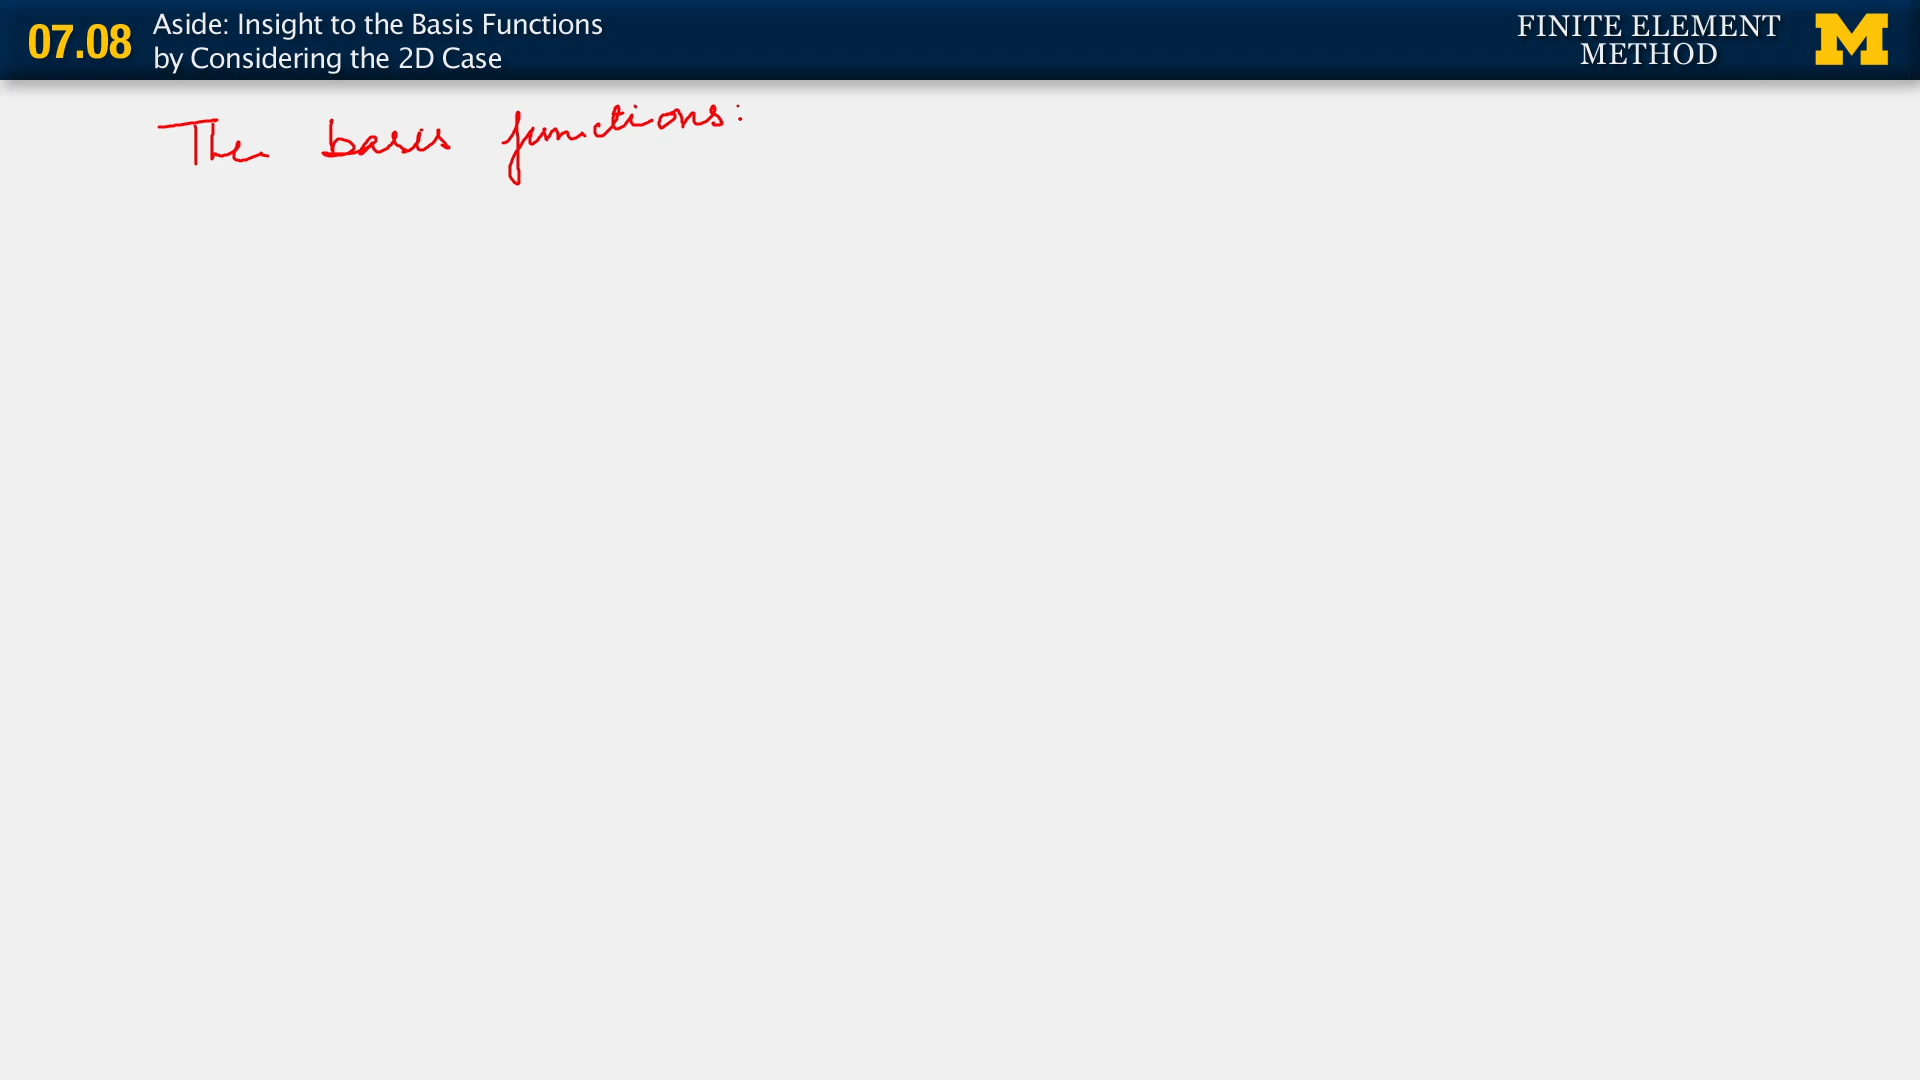 07.08
Aside: Insight to the Basis Functions
by Considering the 2D Case
FINITE ELEMENT
METHOD
M
The basis functions: